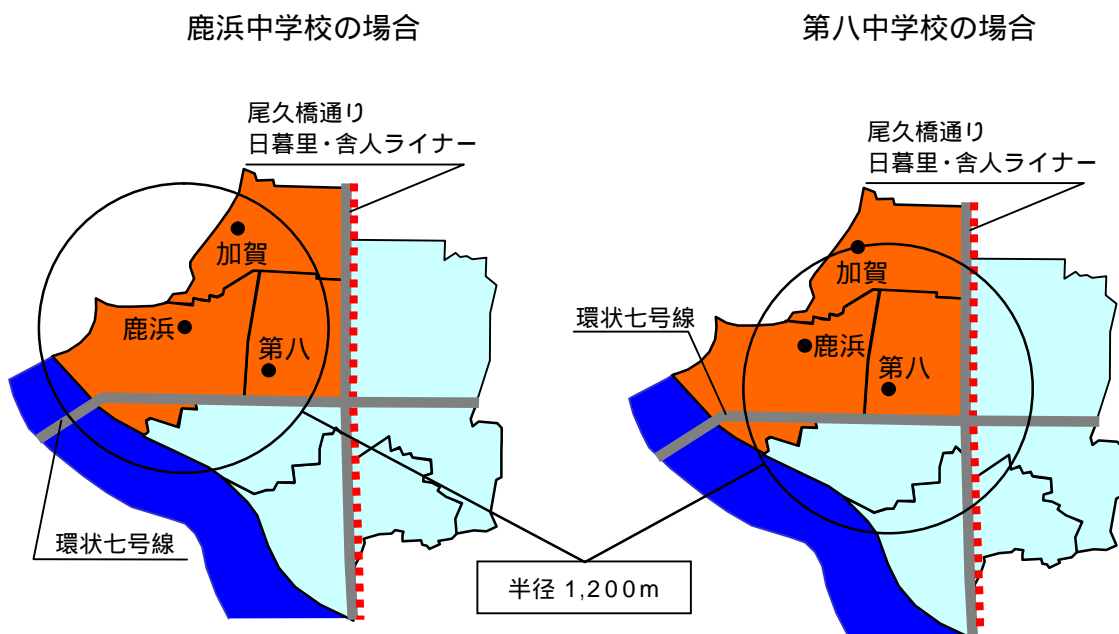 鹿浜中学校の場合
尾久橋通り
日暮里・舎人ライナー
加賀
鹿浜
第八
環状七号線
第八中学校の場合
尾久橋通り
日暮里・舎人ライナー
加賀
環状七号線
鹿浜
第八
半径 1,200m